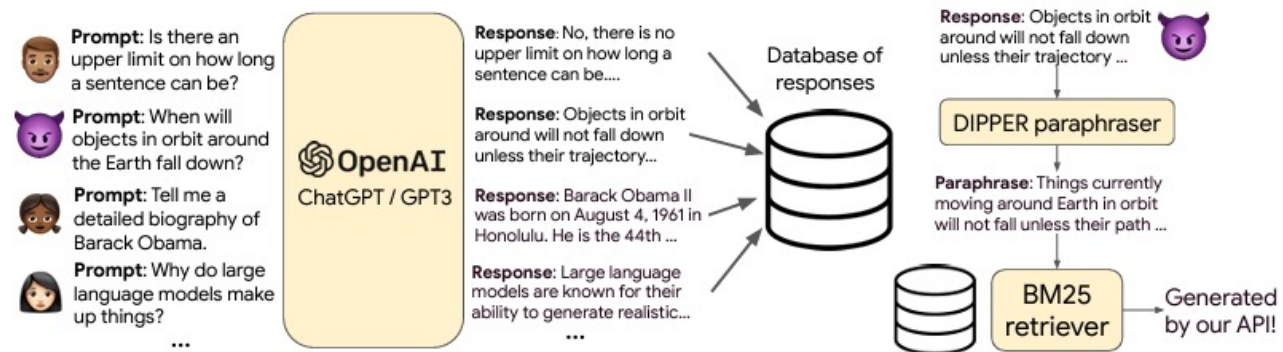 Prompt: Is there an
upper limit on how long
a sentence can be?
Prompt: When will
objects in orbit around
the Earth fall down?
Prompt: Tell me a
detailed biography of
Barack Obama.
Prompt: Why do large
language models make
up things?
...
OpenAI
ChatGPT / GPT3
Response: No, there is no
upper limit on how long a
sentence can be....
Response: Objects in orbit
around will not fall down
unless their trajectory...
Response: Barack Obama II
was born on August 4, 1961 in
Honolulu. He is the 44th ...
Response: Large language
models are known for their
ability to generate realistic...
...
Database of
responses
Response: Objects in orbit
around will not fall down
unless their trajectory ...
DIPPER paraphraser
Paraphrase: Things currently
moving around Earth in orbit
will not fall unless their path ...
BM25
retriever
Generated
by our API!